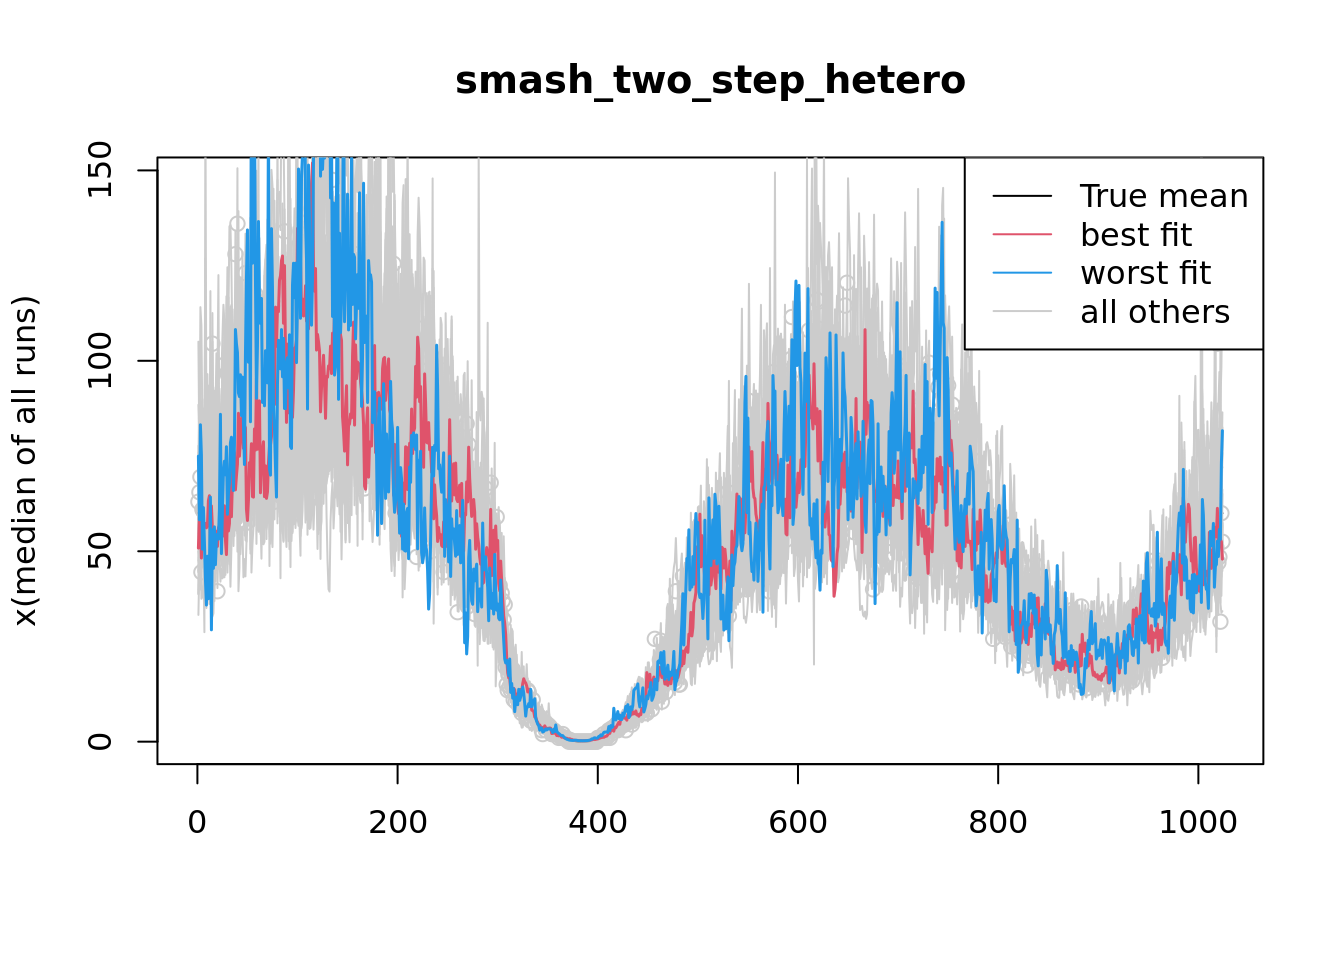 smash_two_step_hetero
x(median of all runs)
150
100
50
0
True mean
best fit
worst fit
all others
0 200 400 600 800 1000